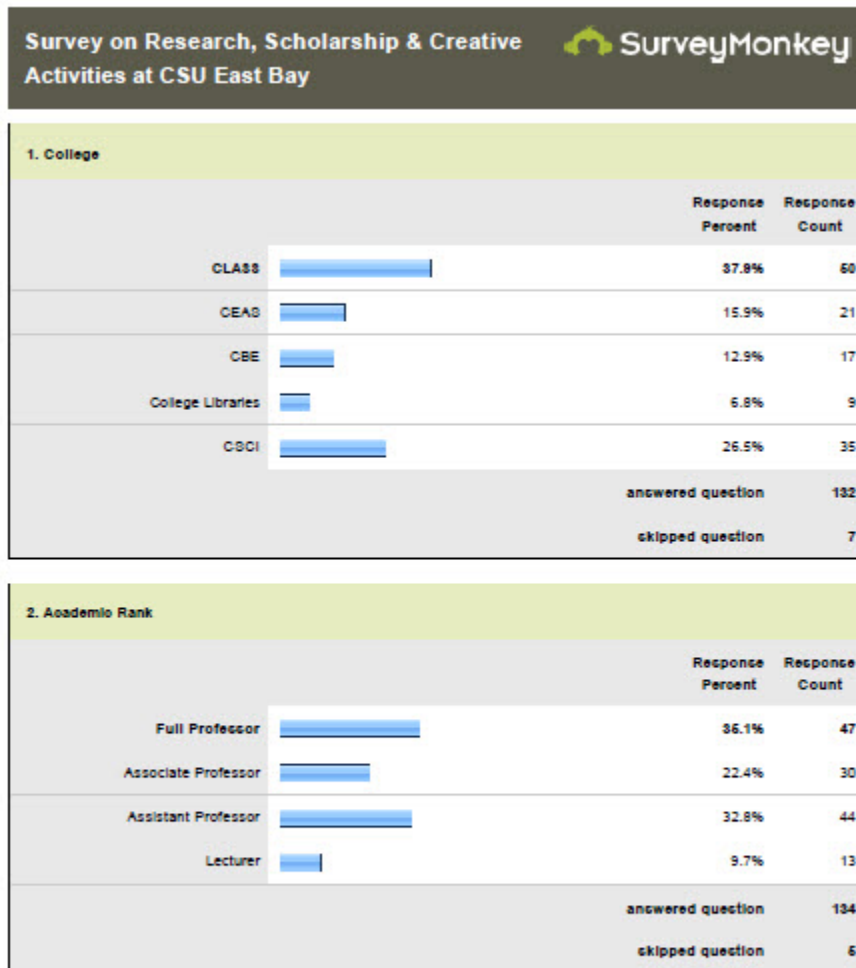 Survey on Research, Scholarship & Creative
Activities at CSU East Bay
SurveyMonkey
1. College
Response Percent Response Count
CLASS 37.9% 50
CEAS 15.9% 21
CBE 12.9% 17
College Libraries 6.8% 9
CSCI 26.5% 35
answered question 132
skipped question 7
2. Academic Rank
Response Percent Response Count
Full Professor 35.1% 47
Associate Professor 22.4% 30
Assistant Professor 32.8% 44
Lecturer 9.7% 13
answered question 134
skipped question 5